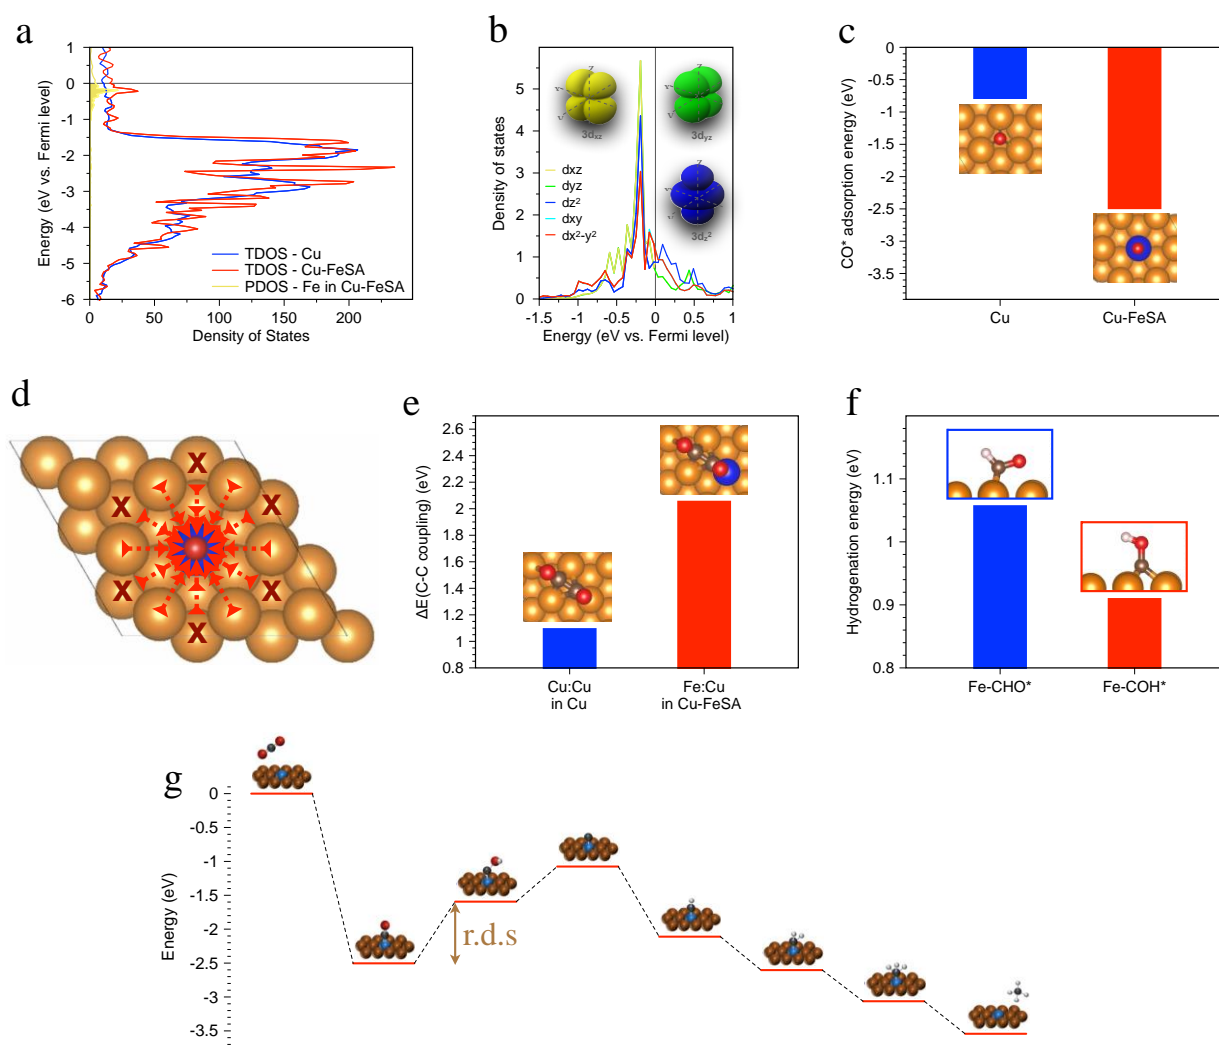 a
1
0
-1
-2
-3
-4
-5
-6
Energy (eV vs. Fermi level)
TDOS - Cu
TDOS - Cu-FeSA
PDOS - Fe in Cu-FeSA
0
50
100
150
200
Density of States
b
5
4
3
2
1
0
Density of states
3dxz
3dyz
3dz²
dxz
dyz
dz²
dxy
dx²-y²
-1.5
-1
-0.5
0
0.5
1
Energy (eV vs. Fermi level)
c
0
-0.5
-1
-1.5
-2
-2.5
-3
-3.5
CO* adsorption energy (eV)
Cu
Cu-FeSA
d
X
X
X
X
X
X
e
2.6
2.4
2.2
2
1.8
1.6
1.4
1.2
1
0.8
ΔE(C-C coupling) (eV)
Cu:Cu
in Cu
Fe:Cu
in Cu-FeSA
f
1.1
1
0.9
0.8
Hydrogenation energy (eV)
Fe-CHO*
Fe-COH*
g
0
-0.5
-1
-1.5
-2
-2.5
-3
-3.5
Energy (eV)
r.d.s